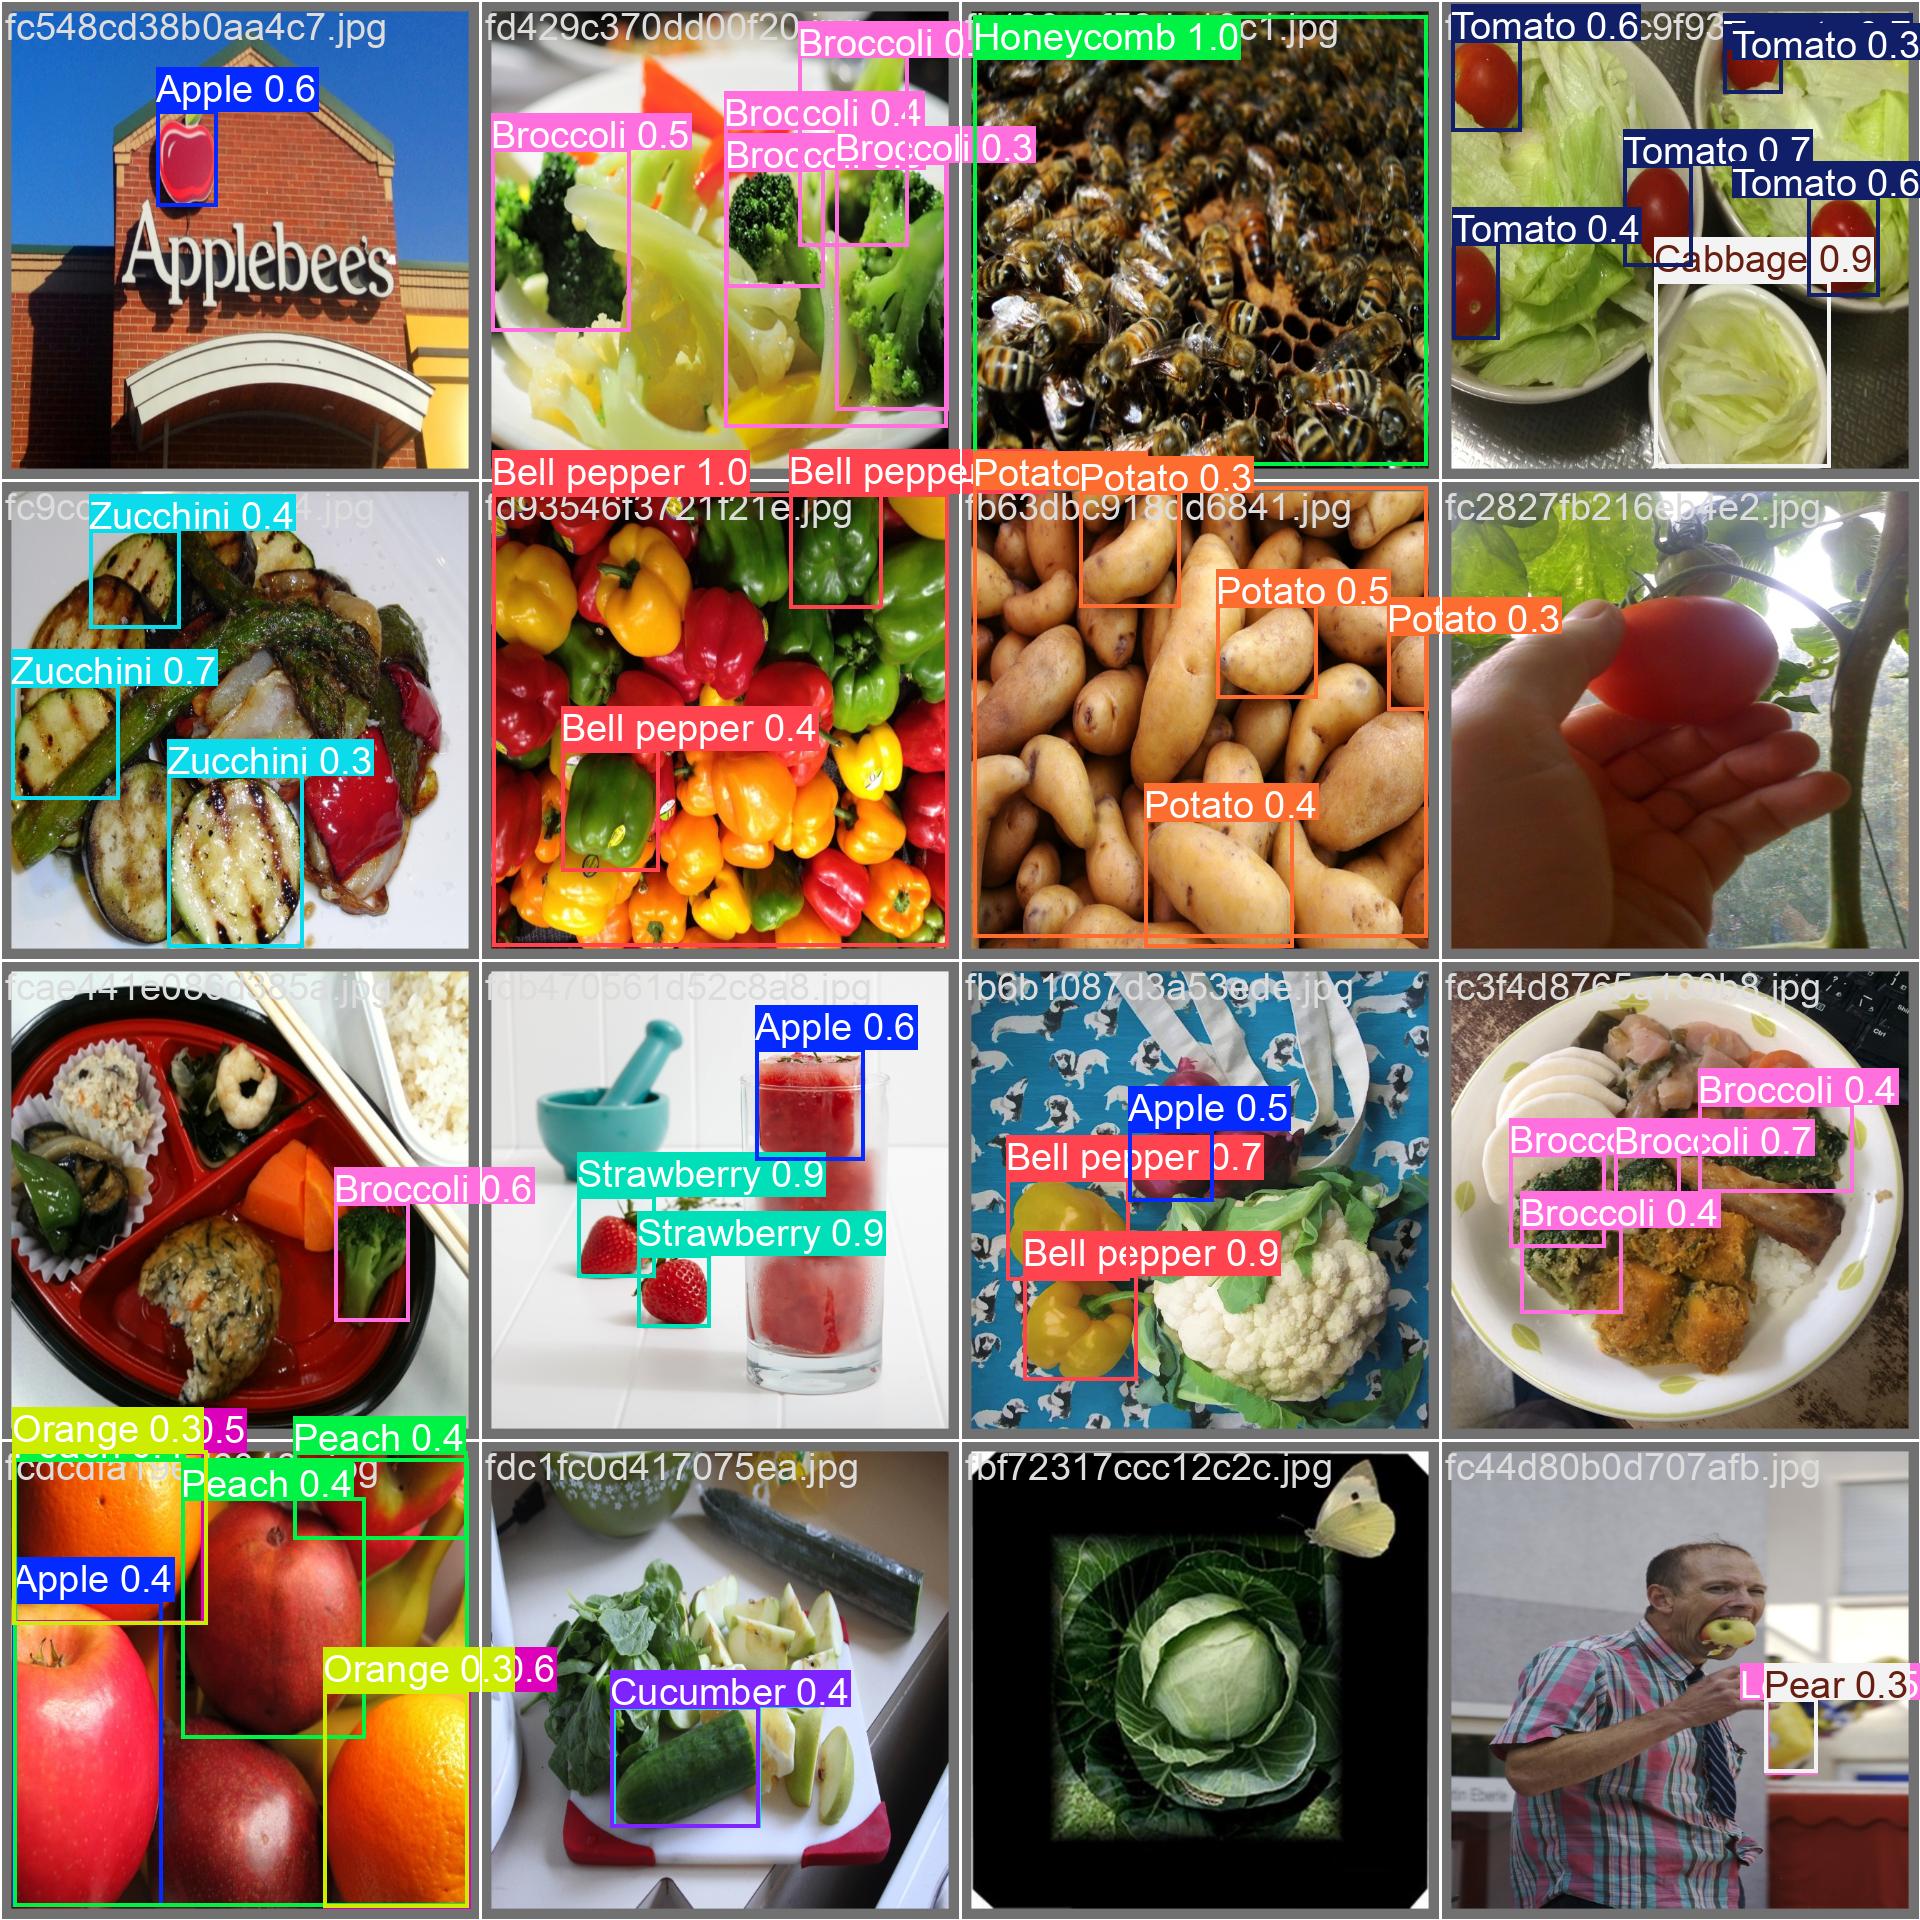 fc548cd38b0aa4c7.jpg
Apple 0.6
Applebee's
fd429c370dd00f20
Broccoli 0.
Broccoli 0.4
Broccoli 0.5
Broccoli 0.3
c1.jpg
Honeycomb 1.0
Tomato 0.6
c9f93
Tomato 0.3
Tomato 0.7
Tomato 0.6
Tomato 0.4
Cabbage 0.9
fc9cc
4.jpg
Zucchini 0.4
Zucchini 0.7
Zucchini 0.3
Bell pepper 1.0
Bell peppe
fd93546f3721f21e.jpg
Bell pepper 0.4
Potato
Potato 0.3
fb63dbc918dd6841.jpg
Potato 0.5
Potato 0.3
Potato 0.4
fc2827fb216eb4e2.jpg
fcae441e086d385a.jpg
Broccoli 0.6
fdb470561d52c8a8.jpg
Apple 0.6
Strawberry 0.9
Strawberry 0.9
fb6b1087d3a53ede.jpg
Apple 0.5
Bell pepper 0.7
Bell pepper 0.9
fc3f4d8765a109b8.jpg
Broccoli 0.4
Brocc
Broccoli 0.7
Broccoli 0.4
Orange 0.3
0.5
Peach 0.4
Peach 0.4
Apple 0.4
Orange 0.3
0.6
fdc1fc0d417075ea.jpg
Cucumber 0.4
fbf72317ccc12c2c.jpg
fc44d80b0d707afb.jpg
Pear 0.3